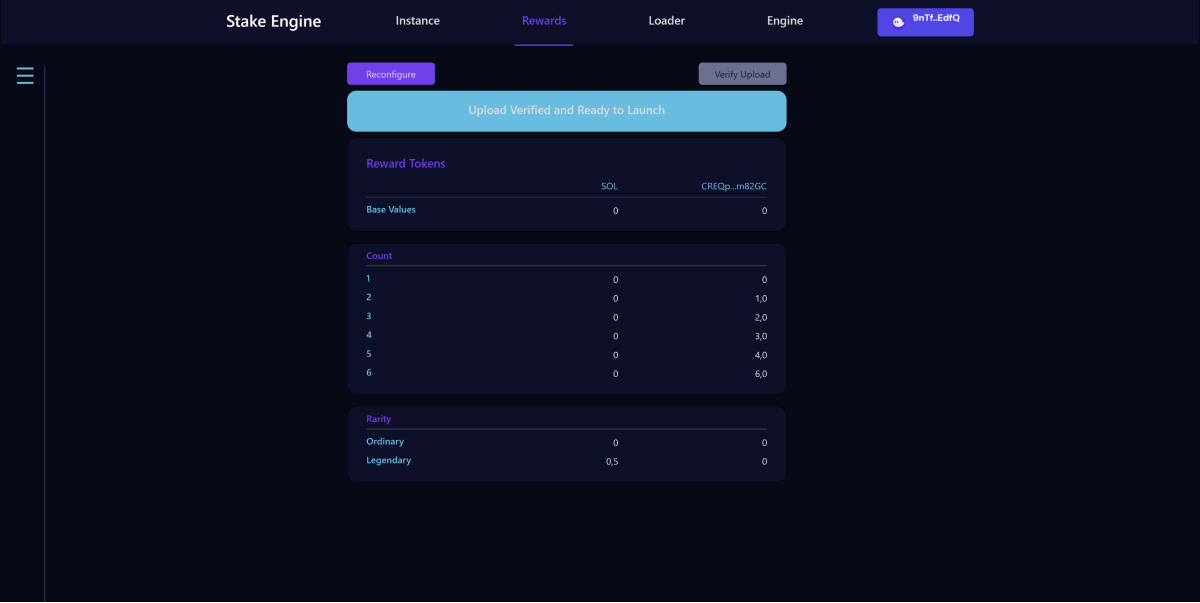 Stake Engine Instance Rewards Loader Engine 9nTf..EdfQ
Reconfigure Verify Upload
Upload Verified and Ready to Launch
Reward Tokens
SOL CREQp...m82GC
Base Values 0 0
Count
1 0 0
2 0 1,0
3 0 2,0
4 0 3,0
5 0 4,0
6 0 6,0
Rarity
Ordinary 0 0
Legendary 0,5 0